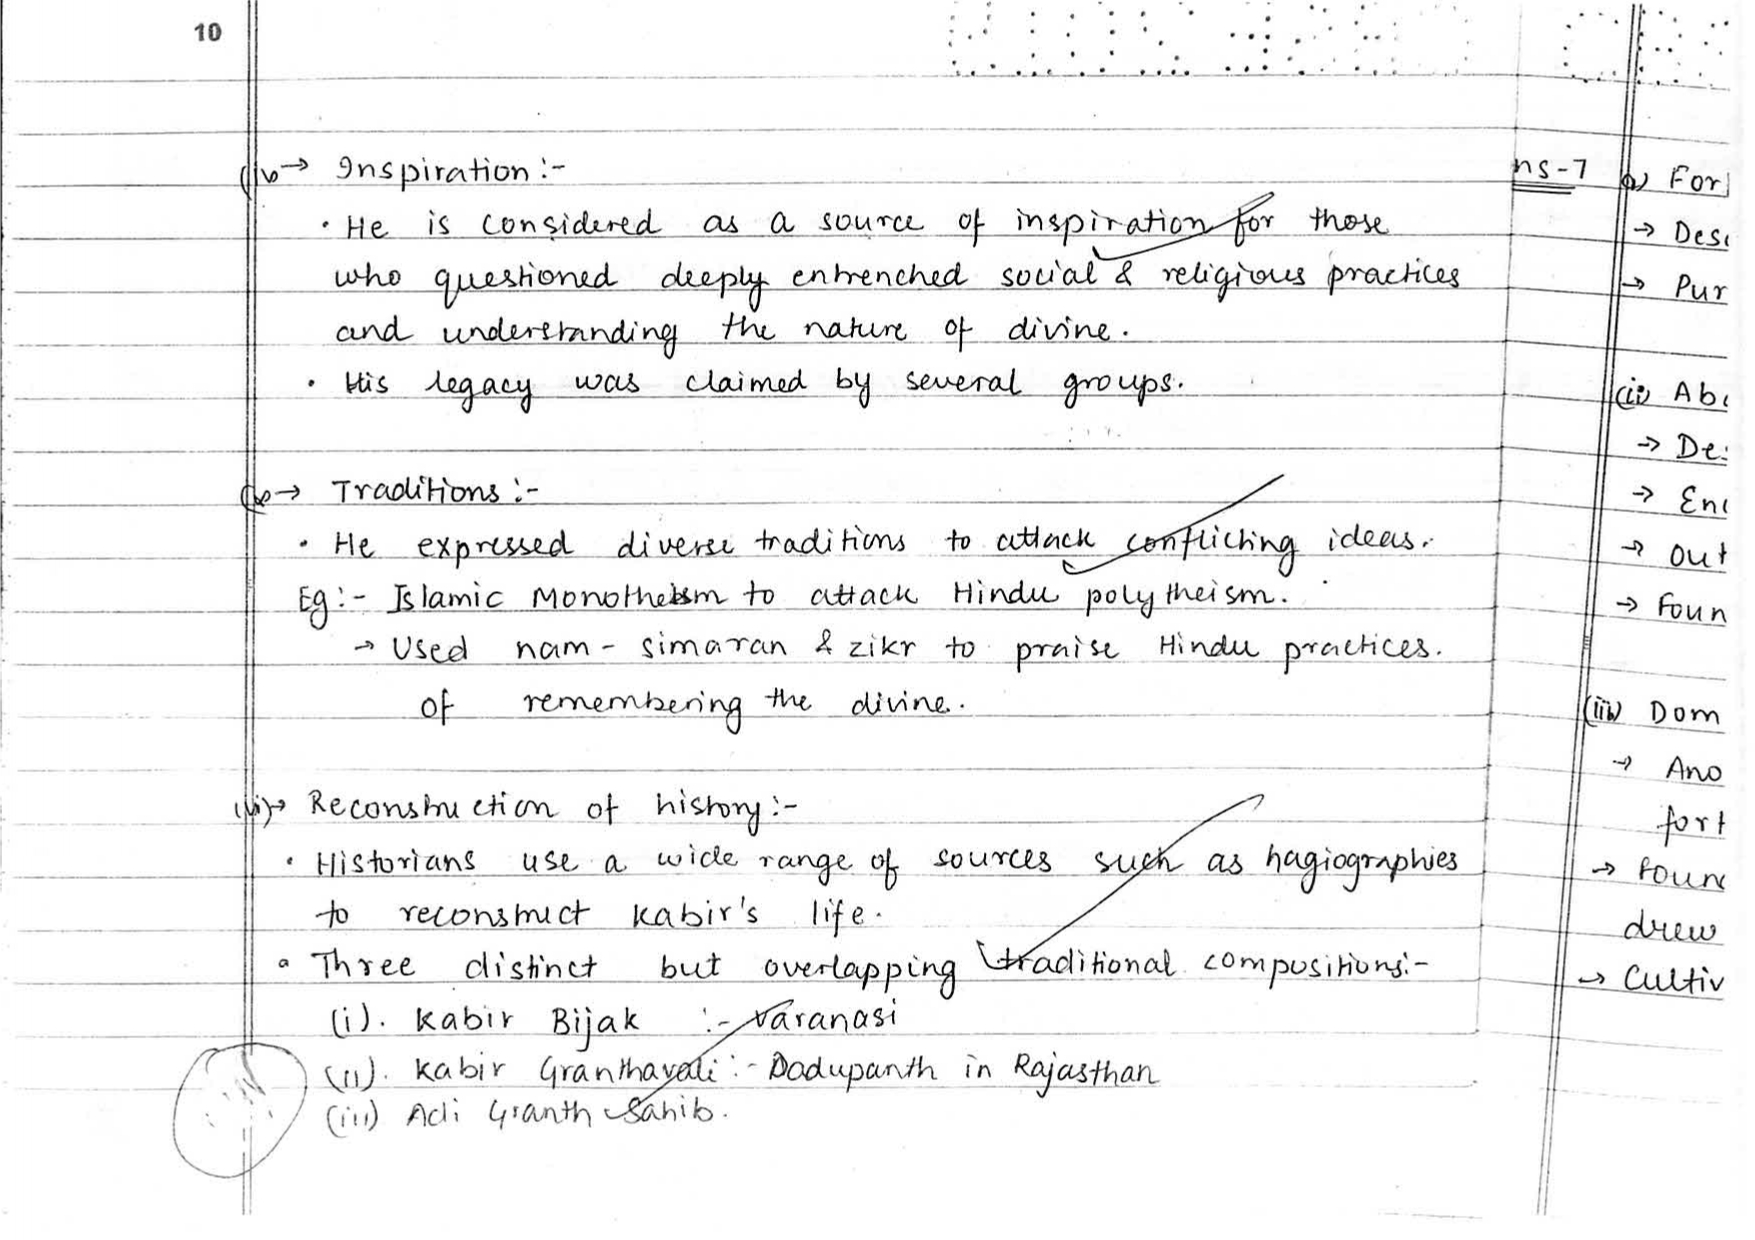 10
(iv → Inspiration :-
· He is considered as a source of inspiration for those
who questioned deeply entrenched social & religious practices
and understanding the nature of divine.
· His legacy was claimed by several groups.
→ Traditions :-
· He expressed diverse traditions to attack conflicting ideas.
Eg :- Islamic Monotheism to attack Hindu polytheism.
→ Used nam - simaran & zikr to praise Hindu practices.
of remembering the divine.
(vi) → Reconstruction of history :-
· Historians use a wide range of sources such as hagiographies
to reconstruct Kabir's life.
· Three distinct but overlapping traditional compositions :-
(i). Kabir Bijak :- Varanasi
(ii). Kabir Granthavali :- Dadupanth in Rajasthan
(iii) Adi Granth Sahib.
ns-7
For
→ Des
→ Pur
(ii) Ab
→ De
→ En
→ out
→ Foun
(iii) Dom
→ Ano
fort
→ Foun
drew
→ Cultiv